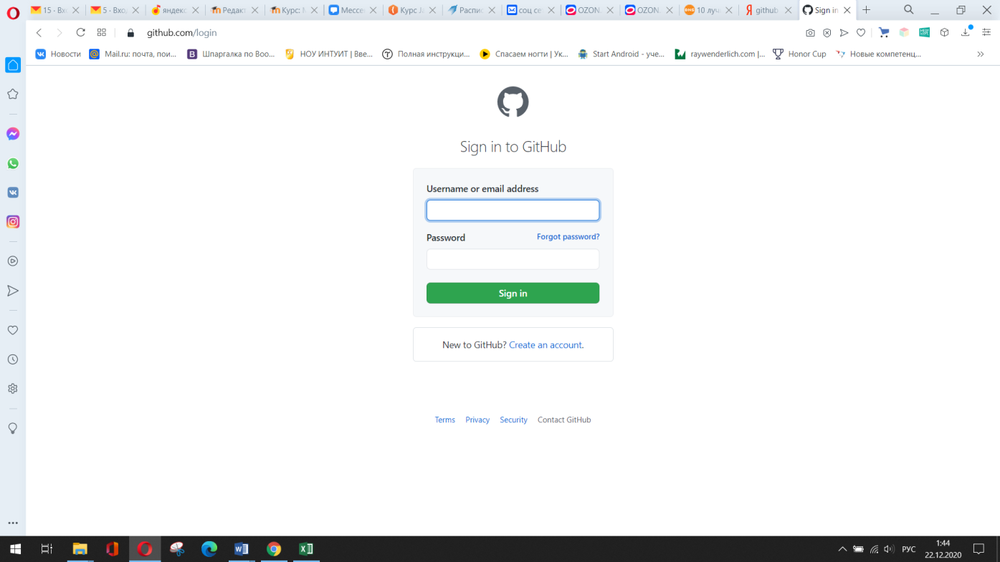 15 - Вх
5 - Вход
яндекс
Редакт
Курс: М
Мессе
Курс Ja
Распис
соц се
OZON.
OZON.
10 луч
github
Sign in
github.com/login
Новости
Mail.ru: почта, пои...
Шпаргалка по Boo...
НОУ ИНТУИТ | Вве...
Полная инструкци...
Спасаем ногти | Ук...
Start Android - уче...
raywenderlich.com |...
Honor Cup
Новые компетенц...
Sign in to GitHub
Username or email address
Password
Forgot password?
Sign in
New to GitHub? Create an account.
Terms
Privacy
Security
Contact GitHub
РУС
1:44
22.12.2020